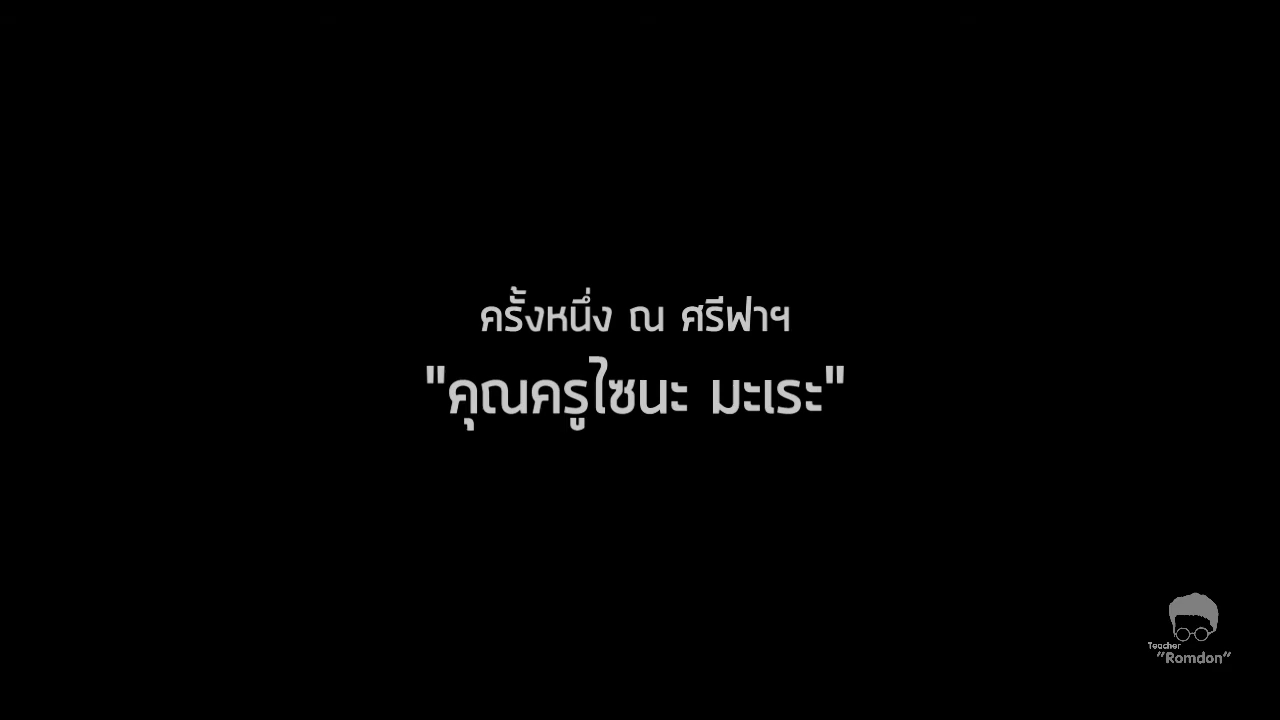 ครั้งหนึ่ง ณ ศรีฟาฯ
"คุณครูไซนะ มะเระ"
Teacher
“Romdon”